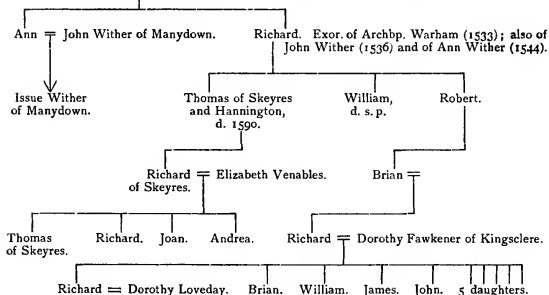 Ann = John Wither of Manydown. Richard. Exor. of Archbp. Warham (1533); also of
John Wither (1536) and of Ann Wither (1544).
Issue Wither Thomas of Skeyres William, Robert.
of Manydown. and Hannington, d. s. p.
d. 1590.
Richard = Elizabeth Venables. Brian =
of Skeyres.
Thomas Richard. Joan. Andrea. Richard = Dorothy Fawkener of Kingsclere.
of Skeyres.
Richard = Dorothy Loveday. Brian. William. James. John. 5 daughters.